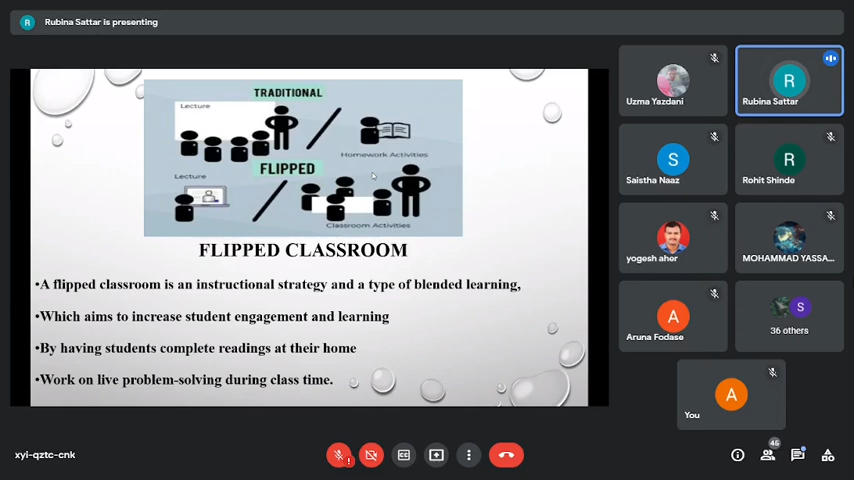 R Rubina Sattar is presenting
TRADITIONAL
Lecture
Homework Activities
FLIPPED
Lecture
Classroom Activities
FLIPPED CLASSROOM
•A flipped classroom is an instructional strategy and a type of blended learning,
•Which aims to increase student engagement and learning
•By having students complete readings at their home
•Work on live problem-solving during class time.
Uzma Yazdani
R
Rubina Sattar
S
Saistha Naaz
R
Rohit Shinde
yogesh aher
MOHAMMAD YASSA...
A
Aruna Fodase
S
36 others
A
You
xyi-qztc-cnk
CC
46